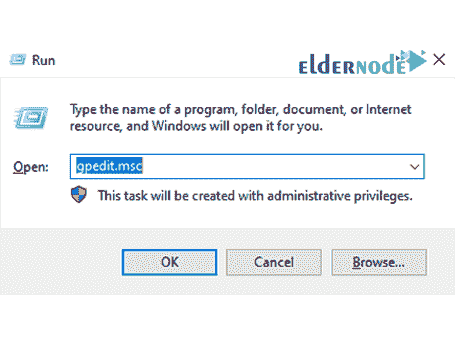 Run
ELDERNODE
Type the name of a program, folder, document, or Internet
resource, and Windows will open it for you.
Open:
gpedit.msc
This task will be created with administrative privileges.
OK
Cancel
Browse...